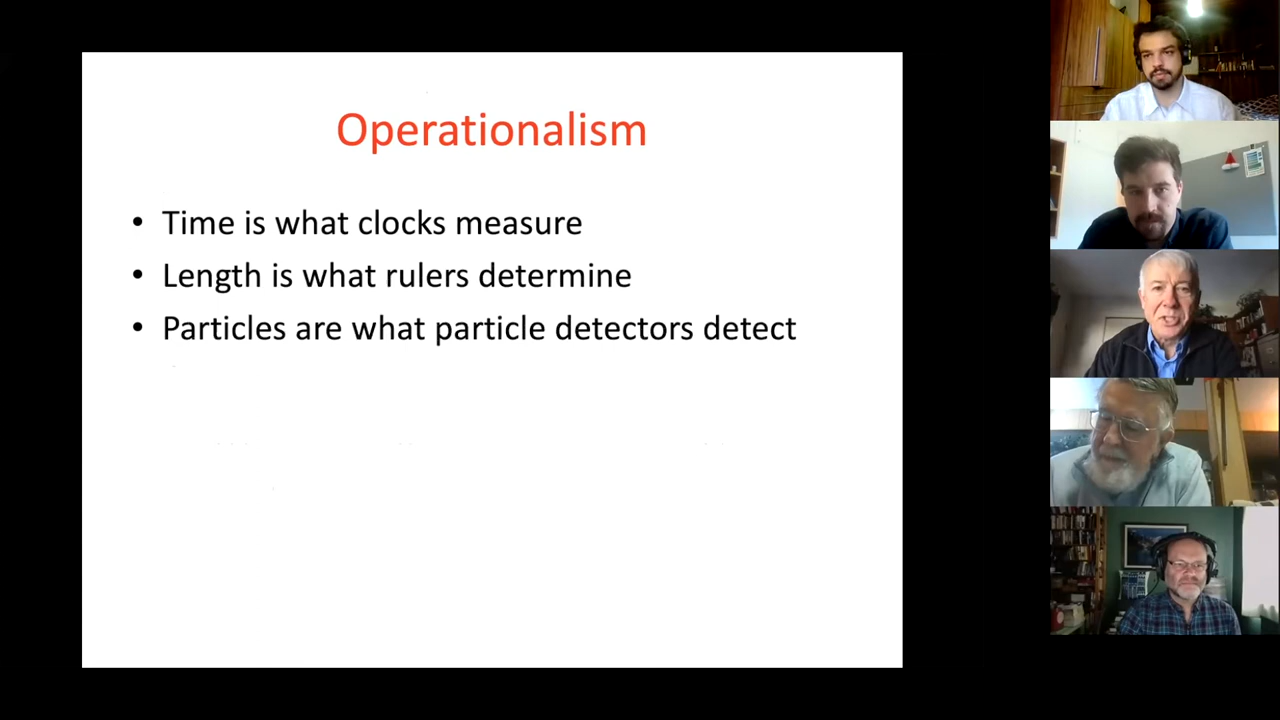 Operationalism
• Time is what clocks measure
• Length is what rulers determine
• Particles are what particle detectors detect